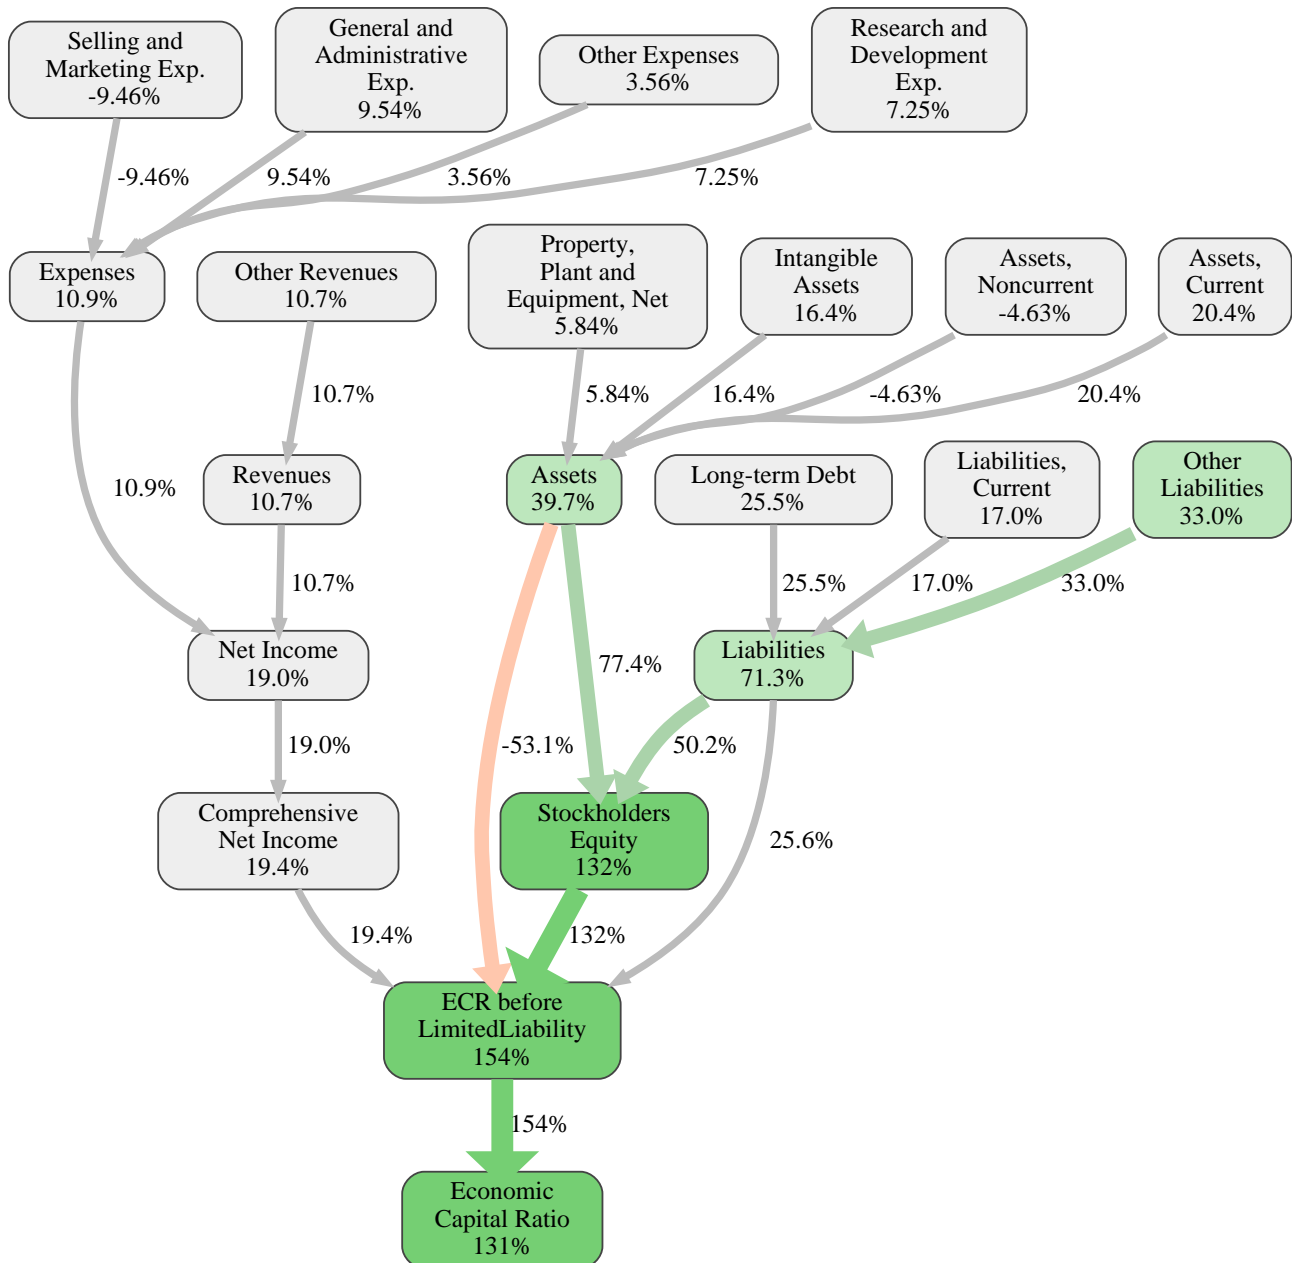 Selling and
Marketing Exp.
-9.46%
General and
Administrative
Exp.
9.54%
Other Expenses
3.56%
Research and
Development
Exp.
7.25%
-9.46%
9.54%
3.56%
7.25%
Expenses
10.9%
Other Revenues
10.7%
Property,
Plant and
Equipment, Net
5.84%
Intangible
Assets
16.4%
Assets,
Noncurrent
-4.63%
Assets,
Current
20.4%
10.7%
5.84%
16.4%
-4.63%
20.4%
10.9%
Revenues
10.7%
Assets
39.7%
Long-term Debt
25.5%
Liabilities,
Current
17.0%
Other
Liabilities
33.0%
10.7%
25.5%
17.0%
33.0%
Net Income
19.0%
77.4%
Liabilities
71.3%
19.0%
-53.1%
50.2%
Comprehensive
Net Income
19.4%
Stockholders
Equity
132%
25.6%
19.4%
132%
ECR before
LimitedLiability
154%
154%
Economic
Capital Ratio
131%